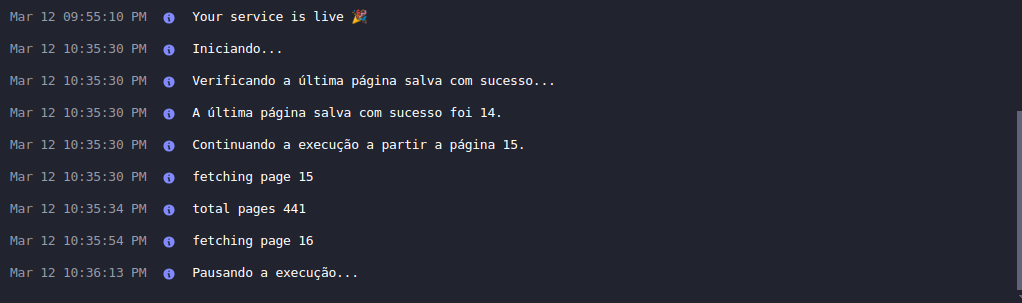 Mar 12 09:55:10 PM Your service is live 🎉
Mar 12 10:35:30 PM Iniciando...
Mar 12 10:35:30 PM Verificando a última página salva com sucesso...
Mar 12 10:35:30 PM A última página salva com sucesso foi 14.
Mar 12 10:35:30 PM Continuando a execução a partir a página 15.
Mar 12 10:35:30 PM fetching page 15
Mar 12 10:35:34 PM total pages 441
Mar 12 10:35:54 PM fetching page 16
Mar 12 10:36:13 PM Pausando a execução...